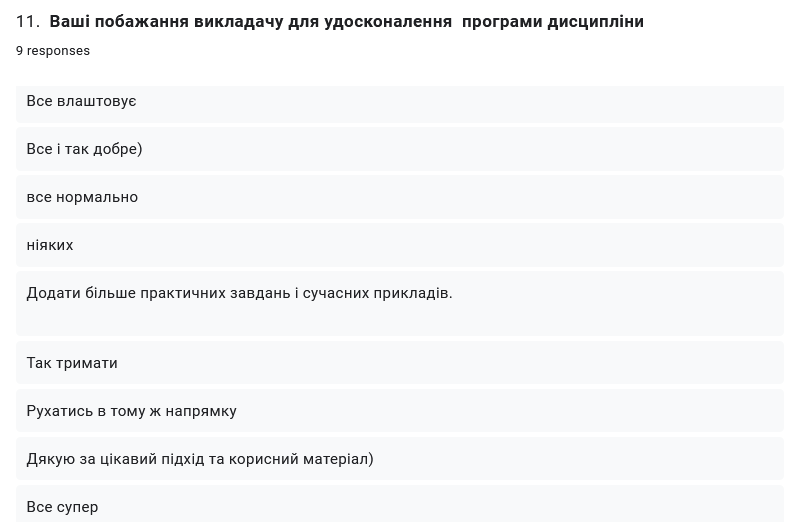 11. Ваші побажання викладачу для удосконалення  програми дисципліни
9 responses
Все влаштовує
Все і так добре)
все нормально
ніяких
Додати більше практичних завдань і сучасних прикладів.
Так тримати
Рухатись в тому ж напрямку
Дякую за цікавий підхід та корисний матеріал)
Все супер